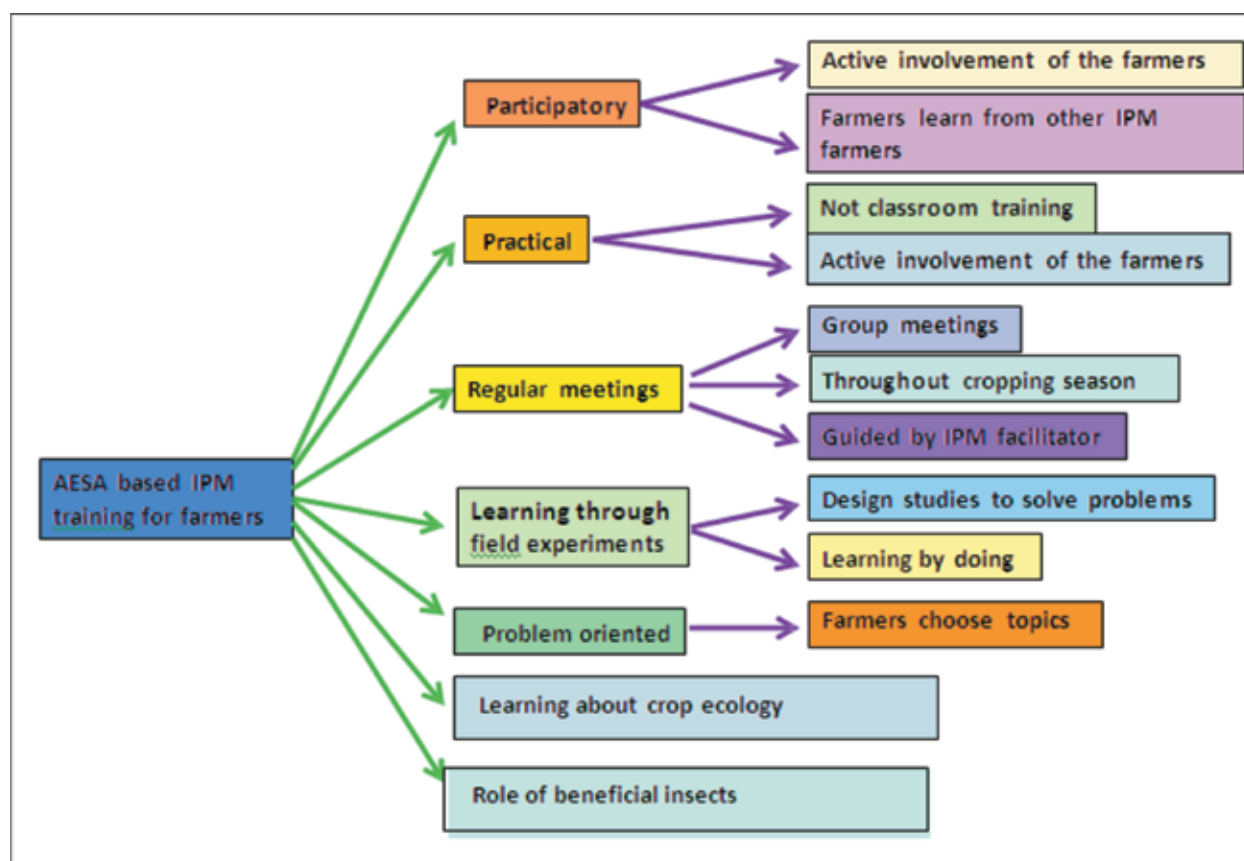 Active involvement of the farmers
Participatory
Farmers learn from other IPM
farmers
Not classroom training
Practical
Active involvement of the farmers
Group meetings
Regular meetings
Throughout cropping season
Guided by IPM facilitator
AESA based IPM
training for farmers
Learning through
field experiments
Design studies to solve problems
Learning by doing
Problem oriented
Farmers choose topics
Learning about crop ecology
Role of beneficial insects